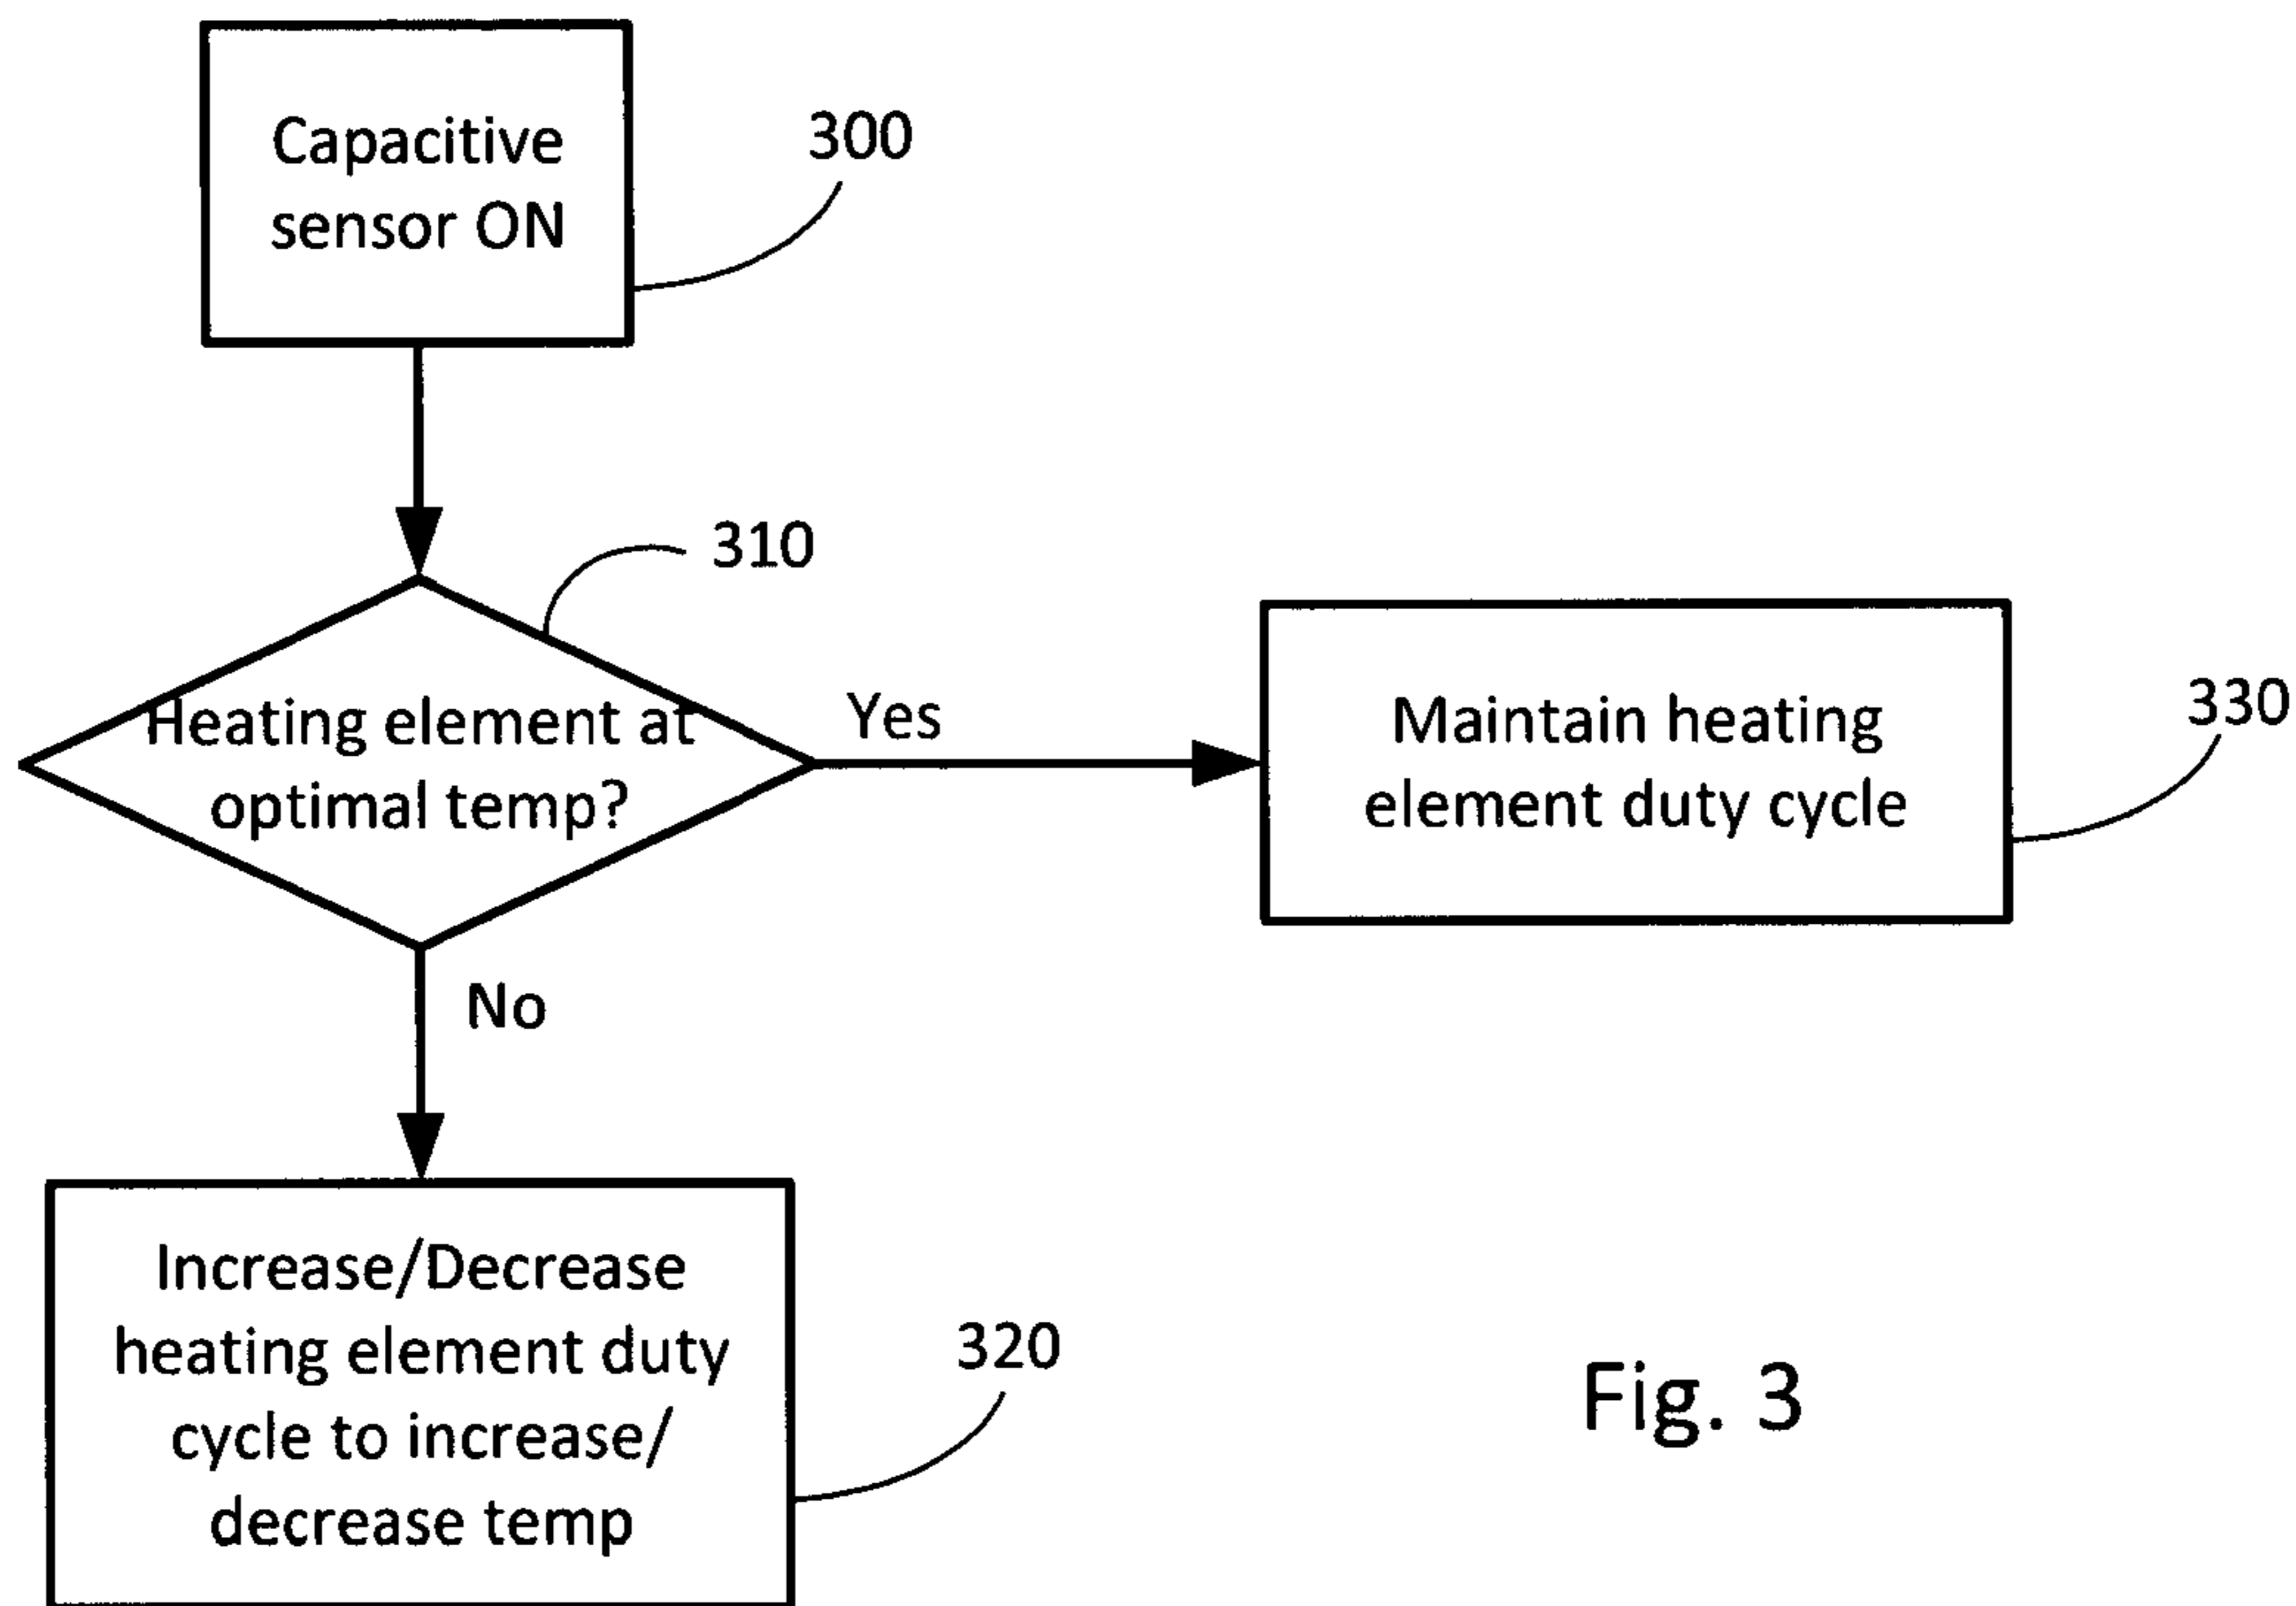 Capacitive
sensor ON
300
310
Heating element at
optimal temp?
Yes
Maintain heating
element duty cycle
330
No
Increase/Decrease
heating element duty
cycle to increase/
decrease temp
320
Fig. 3